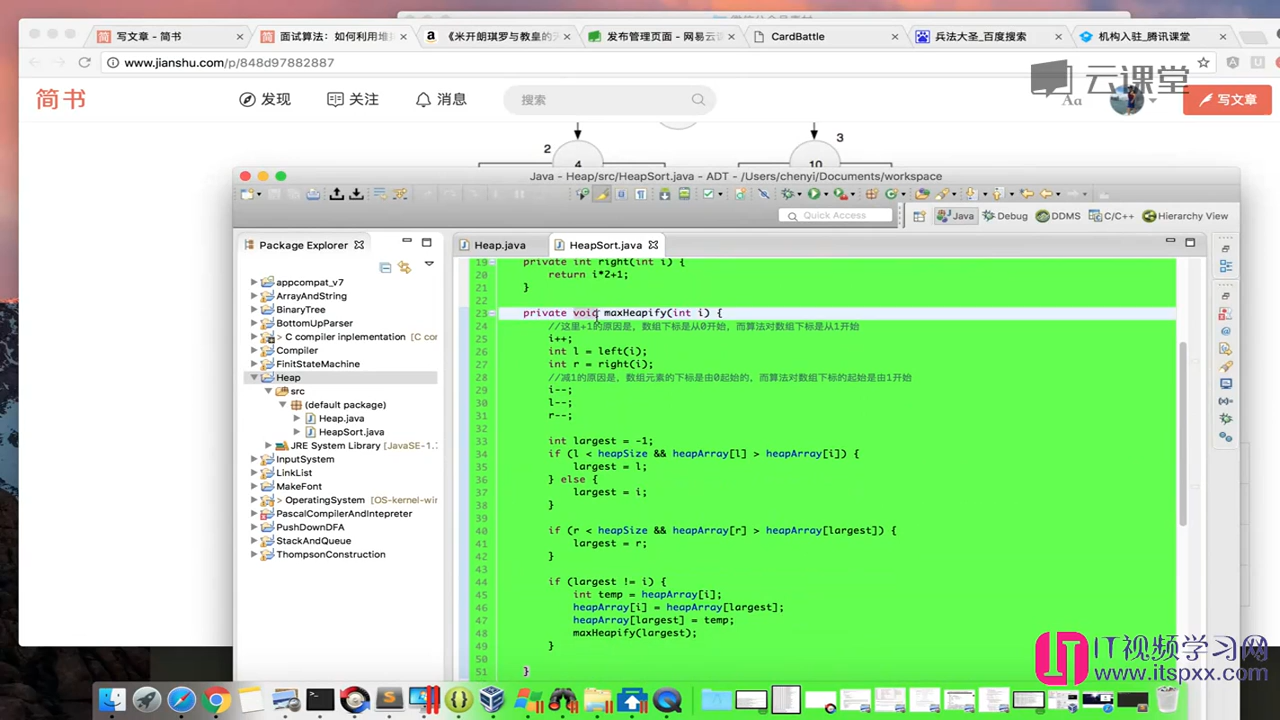 写文章 - 简书
面试算法：如何利用堆
《米开朗琪罗与教皇的天
发布管理页面 - 网易云课
CardBattle
兵法大全_百度搜索
机构入驻_腾讯课堂
www.jianshu.com/p/848d97882887
云课堂
简书
发现
关注
消息
搜索
Aa
写文章
2
3
4
10
Java - Heap/src/HeapSort.java - ADT - /Users/chenyi/Documents/workspace
Quick Access
Java
Debug
DDMS
C/C++
Hierarchy View
Package Explorer
Heap.java
HeapSort.java
appcompat_v7
ArrayAndString
BinaryTree
BottomUpParser
> C compiler inplementation [C co
Compiler
FinitStateMachine
Heap
src
(default package)
Heap.java
HeapSort.java
JRE System Library [JavaSE-1.
InputSystem
LinkList
MakeFont
> OperatingSystem [OS-kernel-wi
PascalCompilerAndIntepreter
PushDownDFA
StackAndQueue
ThompsonConstruction
19 private int right(int i) {
20 return i*2+1;
21 }
22
23 private void maxHeapify(int i) {
24 //这里+1的原因是，数组下标是从0开始，而算法对数组下标是从1开始
25 i++;
26 int l = left(i);
27 int r = right(i);
28 //减1的原因是，数组元素的下标是由0起始的，而算法对数组下标的起始是由1开始
29 i--;
30 l--;
31 r--;
32
33 int largest = -1;
34 if (l < heapSize && heapArray[l] > heapArray[i]) {
35 largest = l;
36 } else {
37 largest = i;
38 }
39
40 if (r < heapSize && heapArray[r] > heapArray[largest]) {
41 largest = r;
42 }
43
44 if (largest != i) {
45 int temp = heapArray[i];
46 heapArray[i] = heapArray[largest];
47 heapArray[largest] = temp;
48 maxHepify(largest);
49 }
50
51 }
IT视频学习网
www.itspxx.com